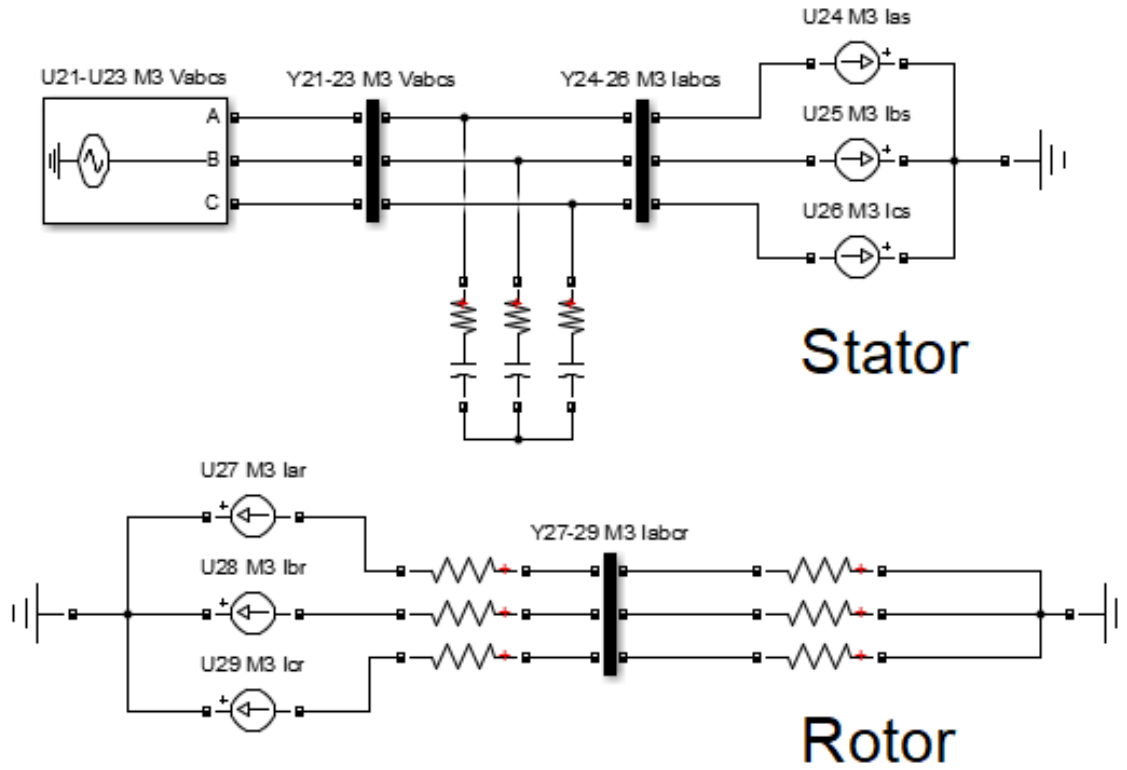 U24 M3 Ias
U21-U23 M3 Vabcs
Y21-23 M3 Vabcs
Y24-26 M3 Iabcs
A
B
C
U25 M3 Ibs
U26 M3 Ics
Stator
U27 M3 Iar
Y27-29 M3 Iabcr
U28 M3 Ibr
U29 M3 Icr
Rotor